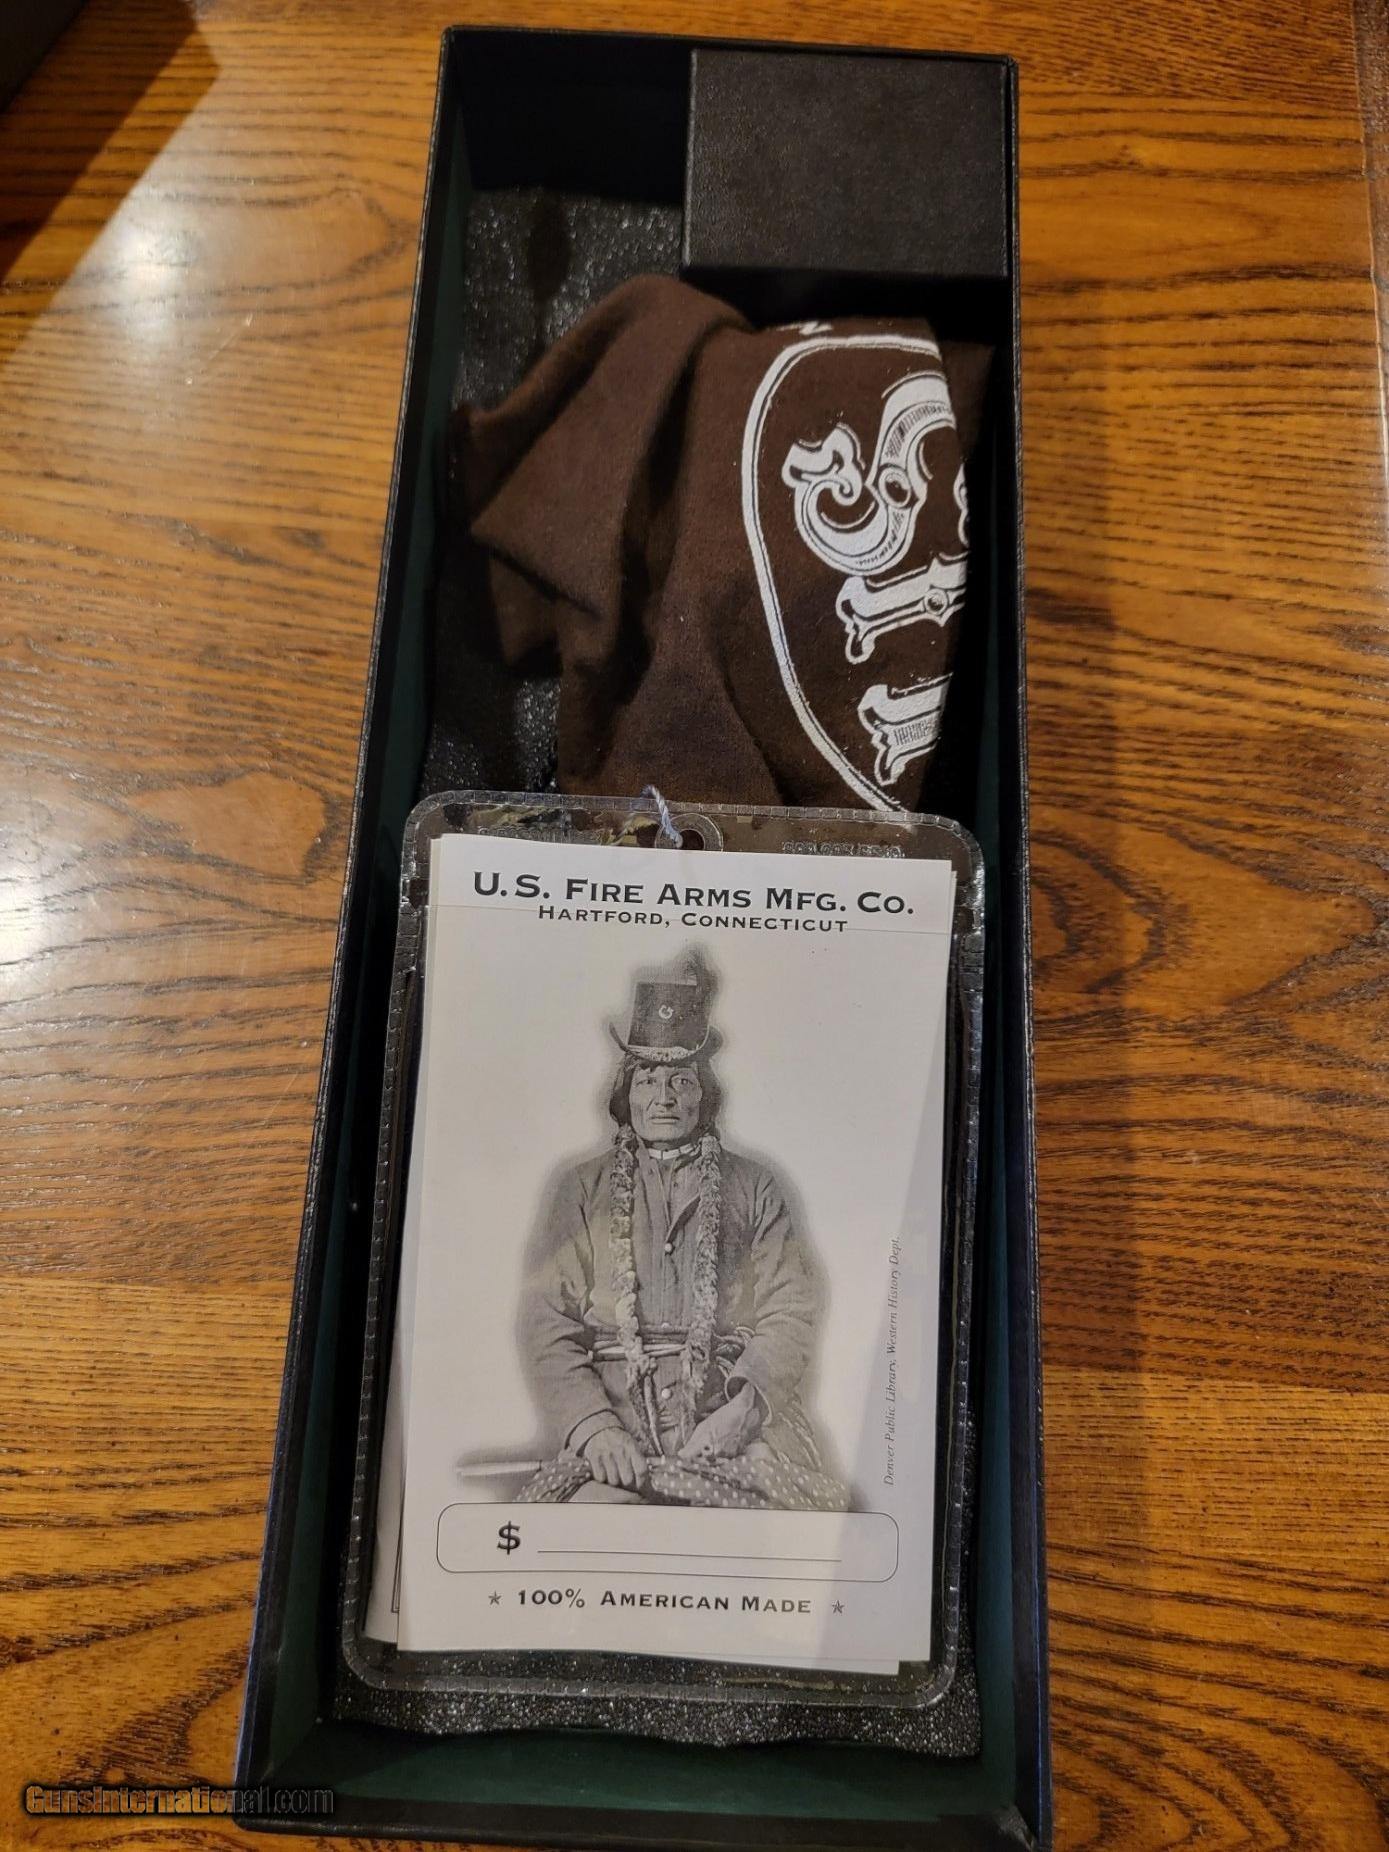 U.S. FIRE ARMS MFG. CO.
HARTFORD, CONNECTICUT
Denver Public Library, Western History Dept.
$
★ 100% AMERICAN MADE ★
GunsInternational.com